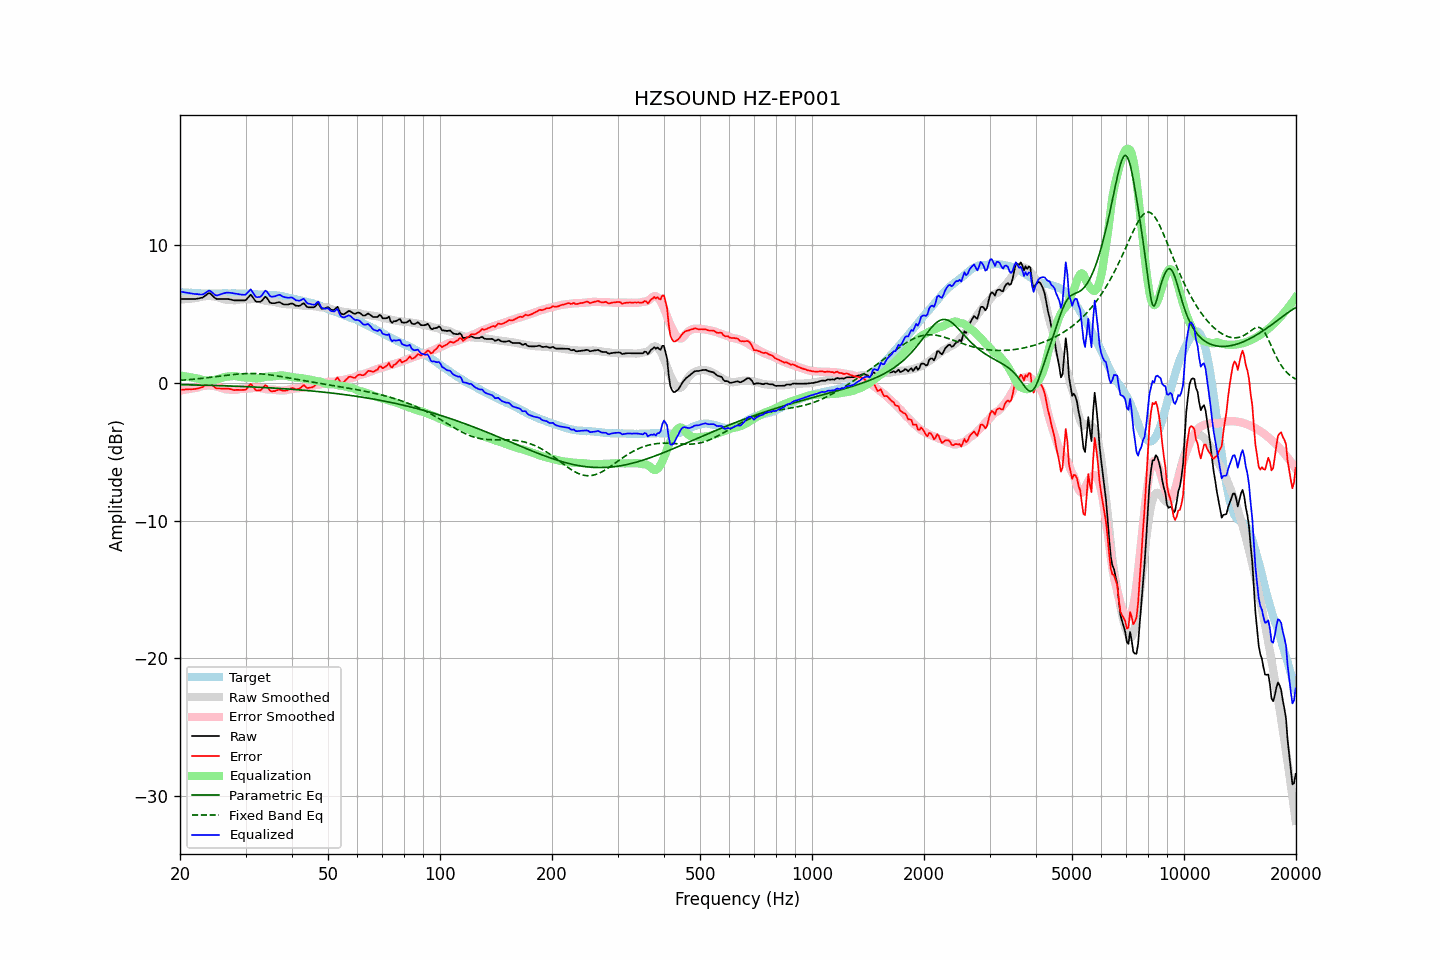 HZSOUND HZ-EP001
Amplitude (dBr)
10
0
−10
−20
−30
Target
Raw Smoothed
Error Smoothed
Raw
Error
Equalization
Parametric Eq
Fixed Band Eq
Equalized
20 50 100 200 500 1000 2000 5000 10000 20000
Frequency (Hz)